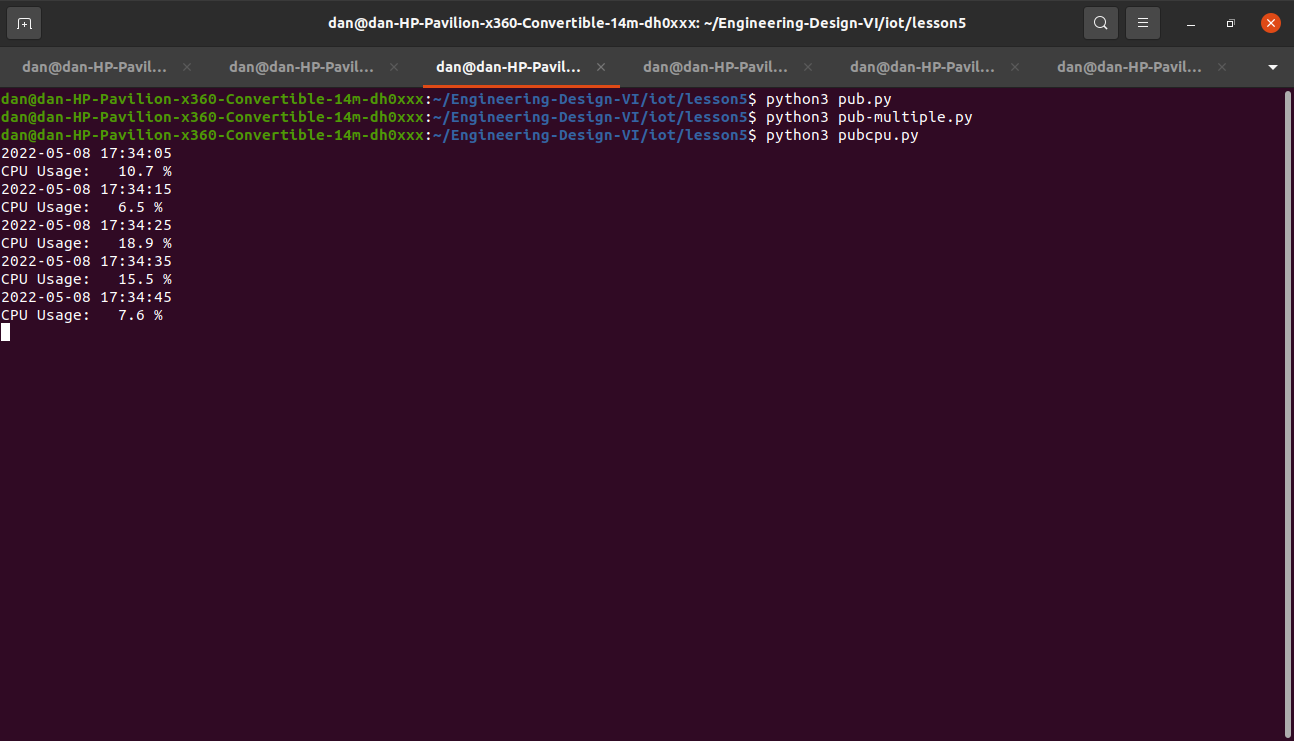 dan@dan-HP-Pavilion-x360-Convertible-14m-dh0xxx: ~/Engineering-Design-VI/iot/lesson5
dan@dan-HP-Pavil... dan@dan-HP-Pavil... dan@dan-HP-Pavil... dan@dan-HP-Pavil... dan@dan-HP-Pavil... dan@dan-HP-Pavil...
dan@dan-HP-Pavilion-x360-Convertible-14m-dh0xxx:~/Engineering-Design-VI/iot/lesson5$ python3 pub.py
dan@dan-HP-Pavilion-x360-Convertible-14m-dh0xxx:~/Engineering-Design-VI/iot/lesson5$ python3 pub-multiple.py
dan@dan-HP-Pavilion-x360-Convertible-14m-dh0xxx:~/Engineering-Design-VI/iot/lesson5$ python3 pubcpu.py
2022-05-08 17:34:05
CPU Usage:   10.7 %
2022-05-08 17:34:15
CPU Usage:   6.5 %
2022-05-08 17:34:25
CPU Usage:   18.9 %
2022-05-08 17:34:35
CPU Usage:   15.5 %
2022-05-08 17:34:45
CPU Usage:   7.6 %